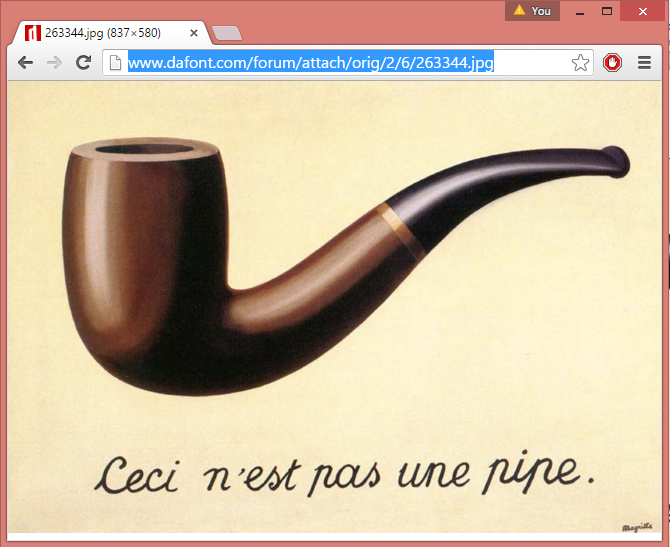 You
263344.jpg (837×580)
www.dafont.com/forum/attach/orig/2/6/263344.jpg
Ceci n'est pas une pipe.
Magritte